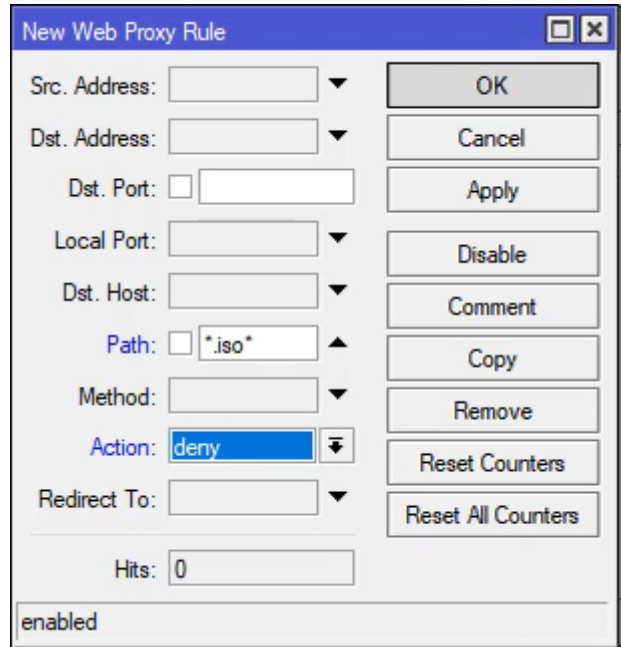 New Web Proxy Rule
Src. Address:
Dst. Address:
Dst. Port:
Local Port:
Dst. Host:
Path: *.iso*
Method:
Action: deny
Redirect To:
Hits: 0
enabled
OK
Cancel
Apply
Disable
Comment
Copy
Remove
Reset Counters
Reset All Counters